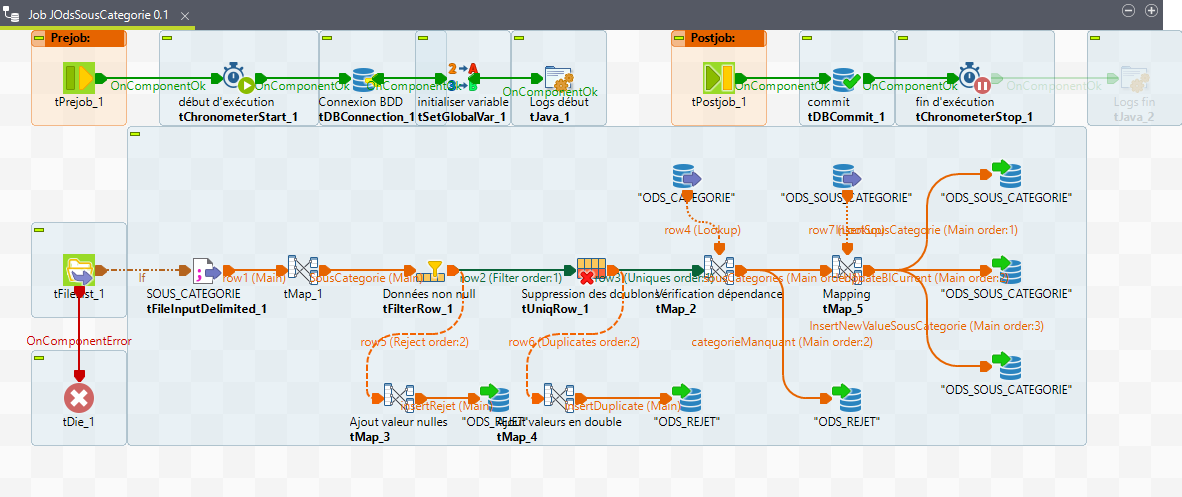 Job JOdsSousCategorie 0.1
Prejob:
Postjob:
OnComponentOk
OnComponentOk
OnComponentOk
OnComponentOk
OnComponentOk
OnComponentOk
OnComponentOk
tPrejob_1
début d'exécution
tChronometerStart_1
Connexion BDD
tDBConnection_1
initialiser variable
tSetGlobalVar_1
Logs début
tJava_1
tPostjob_1
commit
tDBCommit_1
fin d'exécution
tChronometerStop_1
Logs fin
tJava_2
"ODS_CATEGORIE"
"ODS_SOUS_CATEGORIE"
"ODS_SOUS_CATEGORIE"
row4 (Lookup)
row7 (Lookup)
SousCategorie (Main order:1)
If
row1 (Main)
SousCategorie (Main)
row2 (Filter order:1)
row3 (Uniques order:1)
SousCategories (Main order:1)
UpdateBICurrent (Main order:2)
tFileList_1
SOUS_CATEGORIE
tFileInputDelimited_1
tMap_1
Données non null
tFilterRow_1
Suppression des doublons
tUniqRow_1
Vérification dépendance
tMap_2
Mapping
tMap_5
"ODS_SOUS_CATEGORIE"
InsertNewValueSousCategorie (Main order:3)
OnComponentError
row5 (Reject order:2)
row6 (Duplicates order:2)
categorieManquant (Main order:2)
"ODS_SOUS_CATEGORIE"
InsertRejet (Main)
InsertDuplicate (Main)
tDie_1
Ajout valeur nulles
tMap_3
"ODS_REJET"
Ajout valeurs en double
tMap_4
"ODS_REJET"
"ODS_REJET"